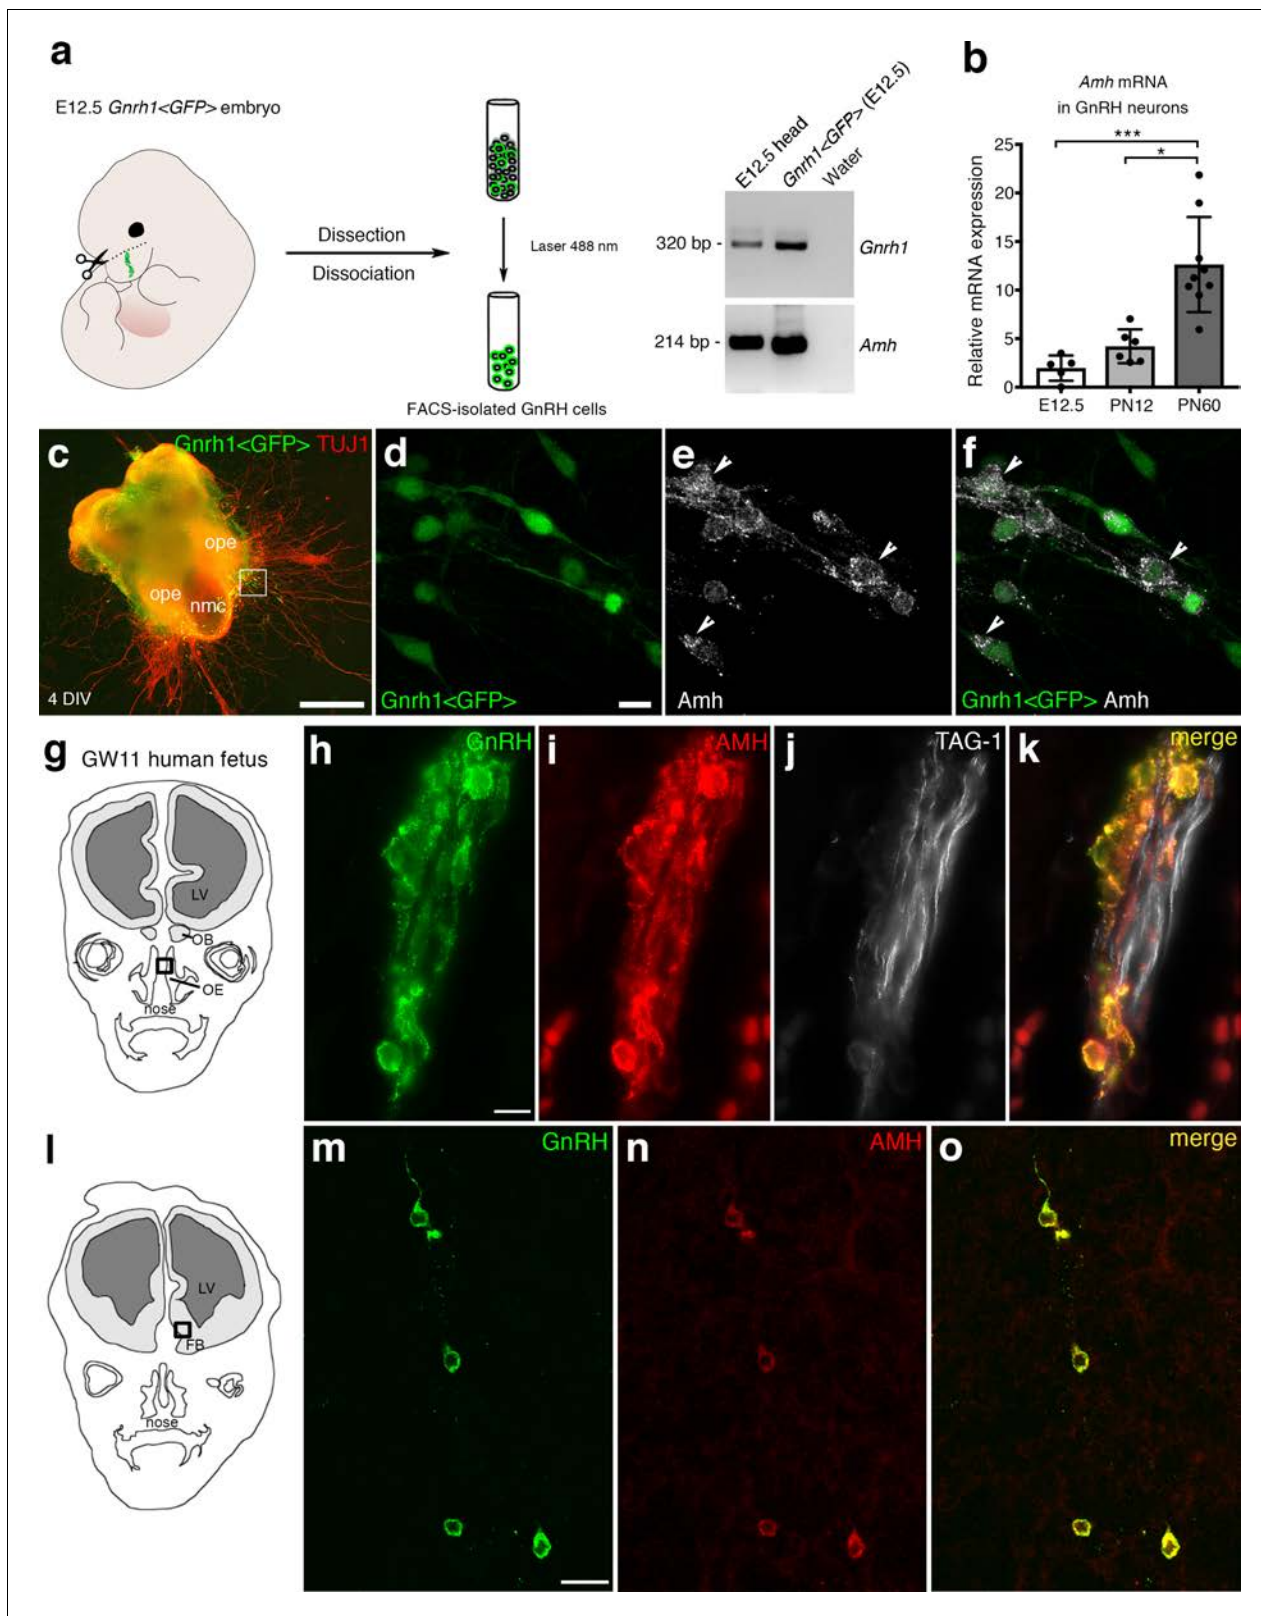 a
E12.5 Gnrh1<GFP> embryo
Dissection
Dissociation
Laser 488 nm
FACS-isolated GnRH cells
E12.5 head
Gnrh1<GFP> (E12.5)
Water
320 bp -
Gnrh1
214 bp -
Amh
b
Amh mRNA
in GnRH neurons
***
*
Relative mRNA expression
25
20
15
10
5
0
E12.5 PN12 PN60
c
Gnrh1<GFP> TUJ1
ope
ope
nmc
4 DIV
d
Gnrh1<GFP>
e
Amh
f
Gnrh1<GFP> Amh
g
GW11 human fetus
LV
OB
OE
nose
h
GnRH
i
AMH
j
TAG-1
k
merge
l
LV
FB
nose
m
GnRH
n
AMH
o
merge